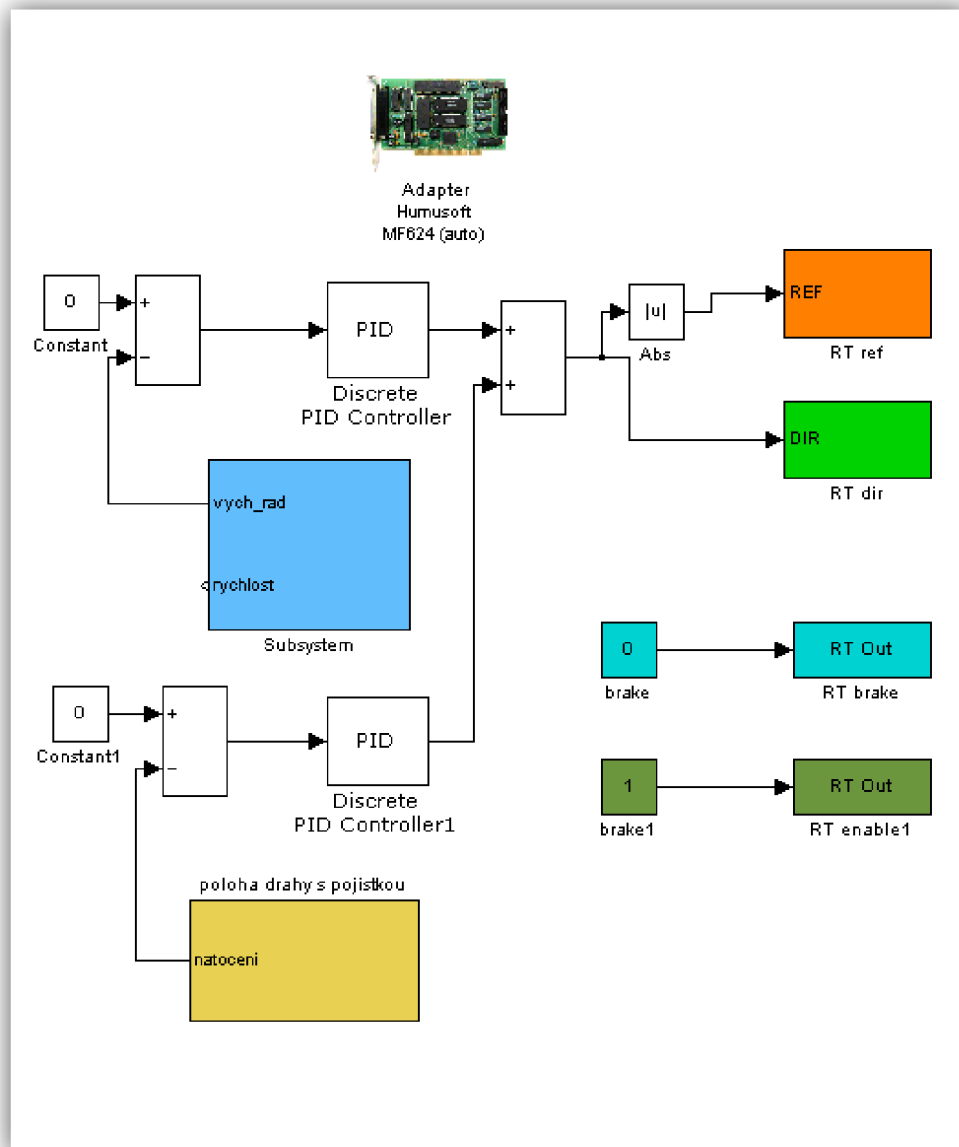 Adapter
Humusoft
MF624 (auto)
0
+
−
Constant
PID
Discrete
PID Controller
+
+
|u|
Abs
REF
RT ref
DIR
RT dir
vych_rad
rychlost
Subsystem
0
brake
RT Out
RT brake
0
+
−
Constant1
PID
Discrete
PID Controller1
1
brake1
RT Out
RT enable1
poloha drahy s pojistkou
natoceni